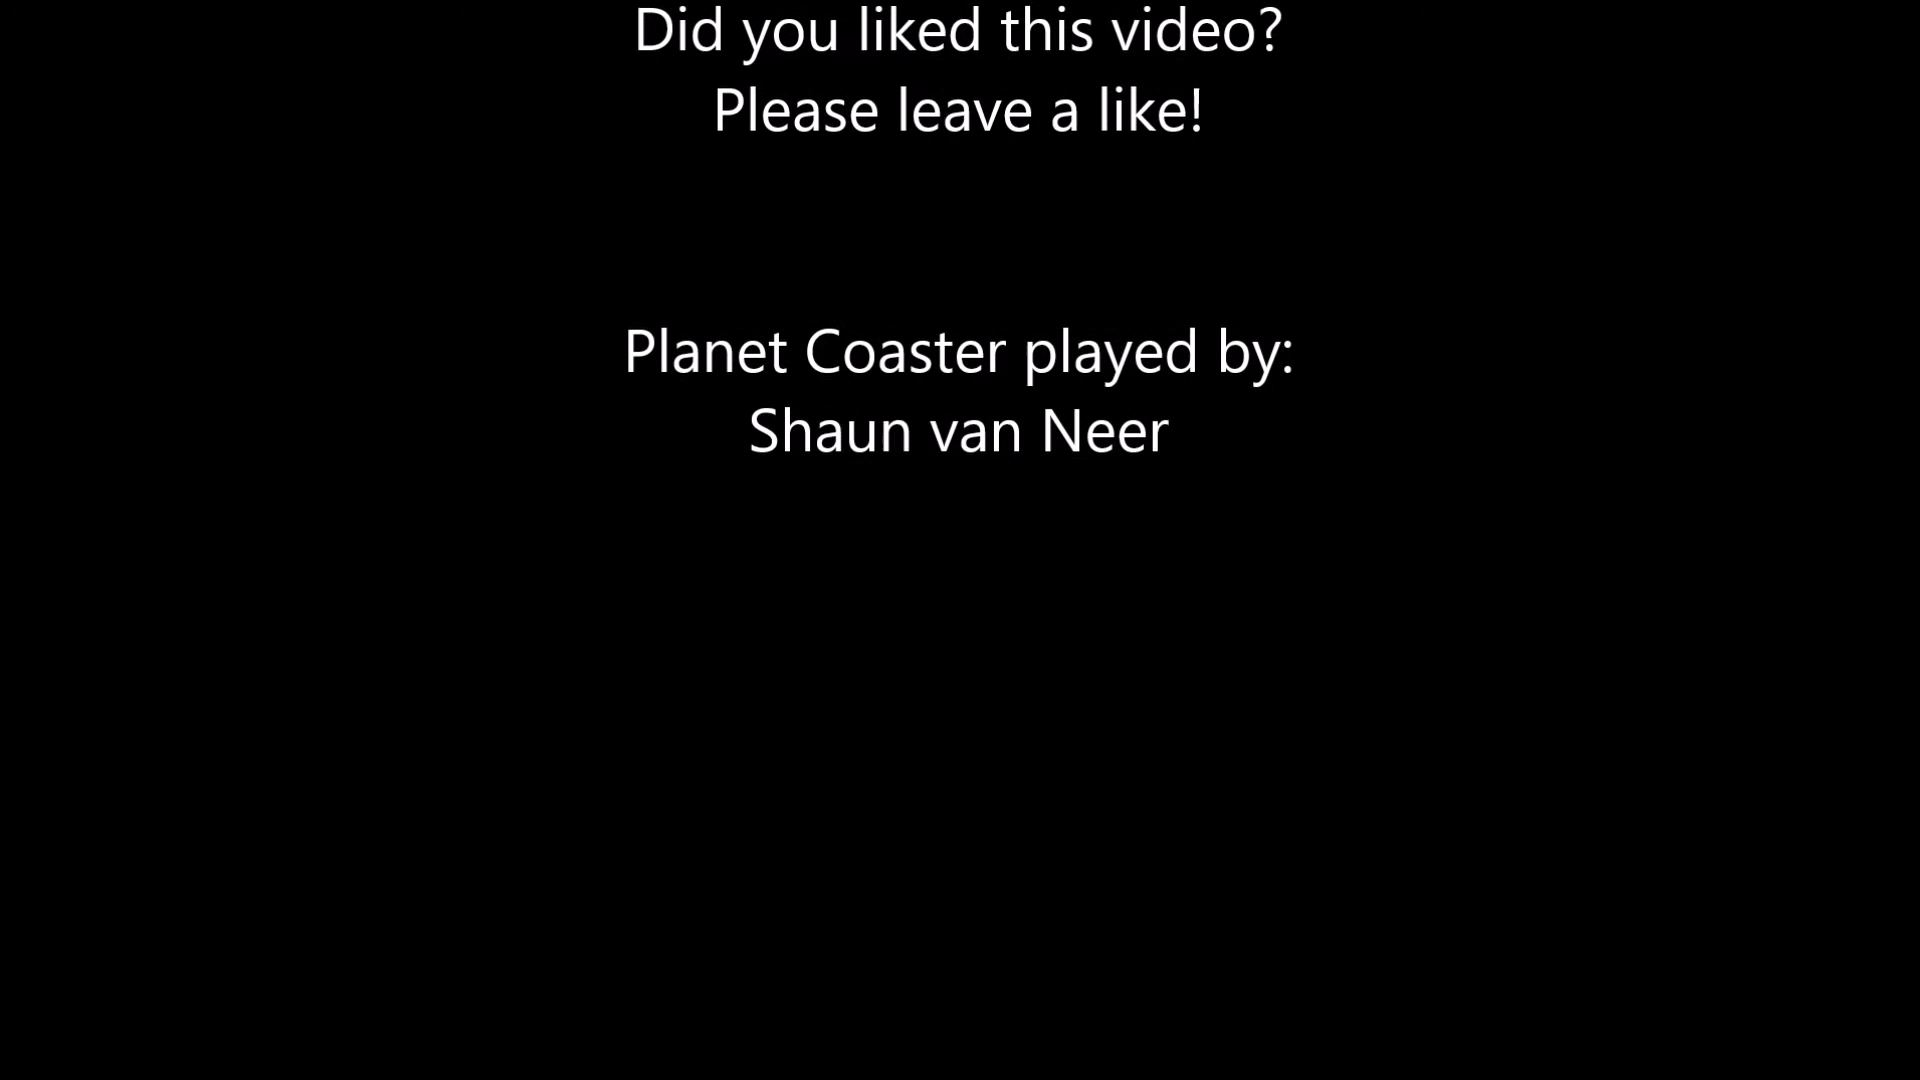 Did you liked this video?
Please leave a like!
Planet Coaster played by:
Shaun van Neer